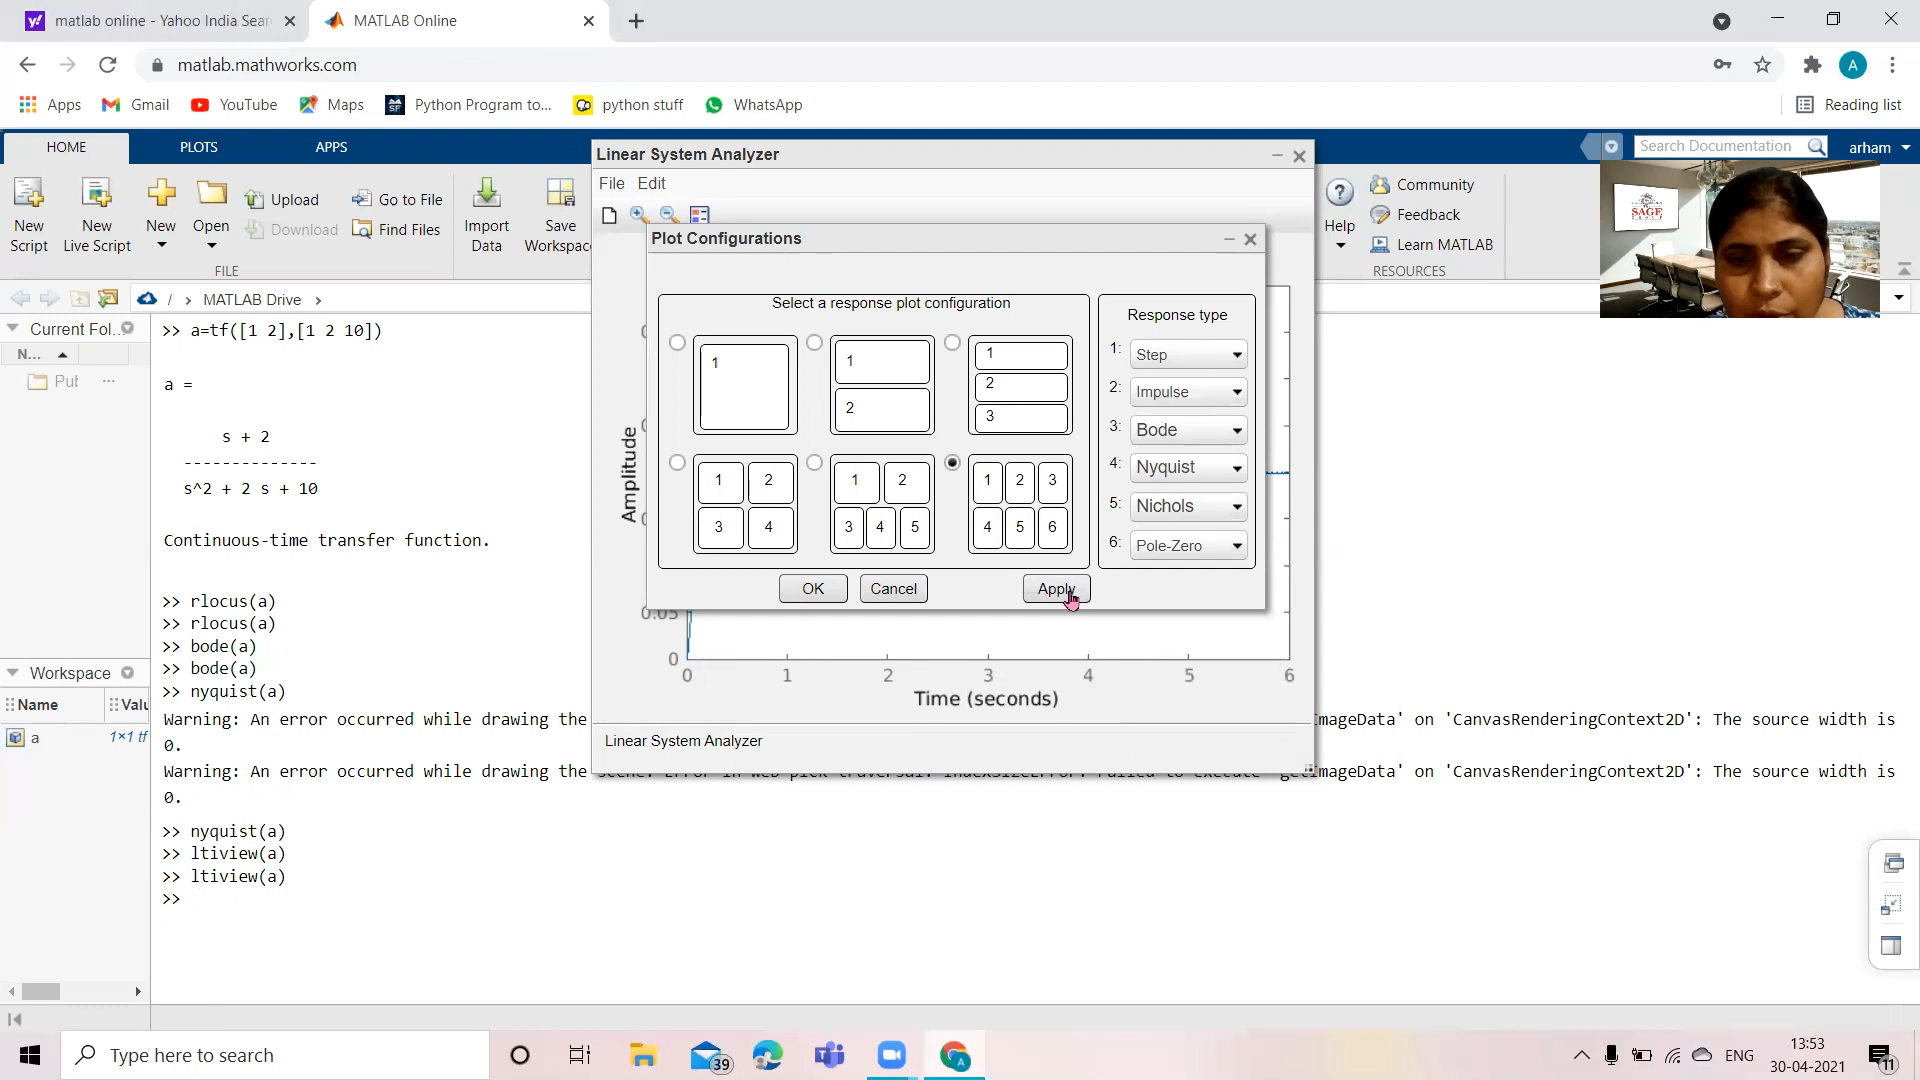 matlab online - Yahoo India Sear
MATLAB Online
matlab.mathworks.com
A
Apps
Gmail
YouTube
Maps
Python Program to...
python stuff
WhatsApp
Reading list
HOME
PLOTS
APPS
Search Documentation
arham
New Script
New Live Script
New
Open
Upload
Download
Go to File
Find Files
FILE
Import Data
Save Workspace
Help
Community
Feedback
Learn MATLAB
RESOURCES
SAGE
/ MATLAB Drive
Current Fol...
N...
Put ...
Workspace
Name
Valu
a
1×1 tf
>> a=tf([1 2],[1 2 10])
a =
s + 2
--------------
s^2 + 2 s + 10
Continuous-time transfer function.
>> rlocus(a)
>> rlocus(a)
>> bode(a)
>> bode(a)
>> nyquist(a)
Warning: An error occurred while drawing the
ImageData' on 'CanvasRenderingContext2D': The source width is
0.
Warning: An error occurred while drawing the
ImageData' on 'CanvasRenderingContext2D': The source width is
0.
>> nyquist(a)
>> ltiview(a)
>> ltiview(a)
>>
Linear System Analyzer
File Edit
Plot Configurations
Select a response plot configuration
1
1
2
1
2
3
1 2
3 4
1 2
3 4 5
1 2 3
4 5 6
Response type
1: Step
2: Impulse
3: Bode
4: Nyquist
5: Nichols
6: Pole-Zero
OK
Cancel
Apply
Amplitude
0.05
0
0 1 2 3 4 5 6
Time (seconds)
Linear System Analyzer
Type here to search
39
ENG
13:53
30-04-2021
11